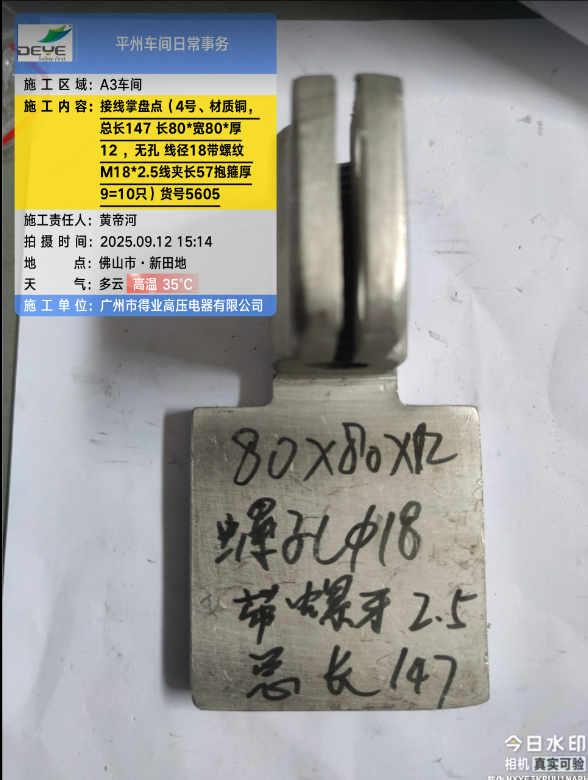 DEYE
Safety First
平州车间日常事务
施工区域：A3车间
施工内容：接线掌盘点（4号、材质铜，
总长147 长80*宽80*厚
12 ，无孔 线径18带螺纹
M18*2.5线夹长57抱箍厚
9=10只）货号5605
施工责任人：黄帝河
拍摄时间：2025.09.12 15:14
地点：佛山市·新田地
天气：多云 高温 35℃
施工单位：广州市得业高压电器有限公司
80X80X12
螺孔φ18
带螺牙2.5
总长147
今日水印
相机 真实可验